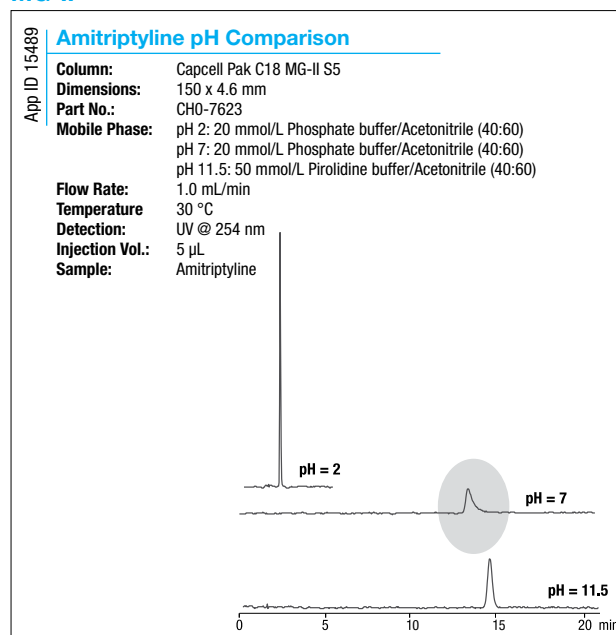 App ID 15489
Amitriptyline pH Comparison
Column: Capcell Pak C18 MG-II S5
Dimensions: 150 x 4.6 mm
Part No.: CH0-7623
Mobile Phase: pH 2: 20 mmol/L Phosphate buffer/Acetonitrile (40:60)
pH 7: 20 mmol/L Phosphate buffer/Acetonitrile (40:60)
pH 11.5: 50 mmol/L Pirolidine buffer/Acetonitrile (40:60)
Flow Rate: 1.0 mL/min
Temperature 30 °C
Detection: UV @ 254 nm
Injection Vol.: 5 µL
Sample: Amitriptyline
pH = 2
pH = 7
pH = 11.5
0 5 10 15 20 min